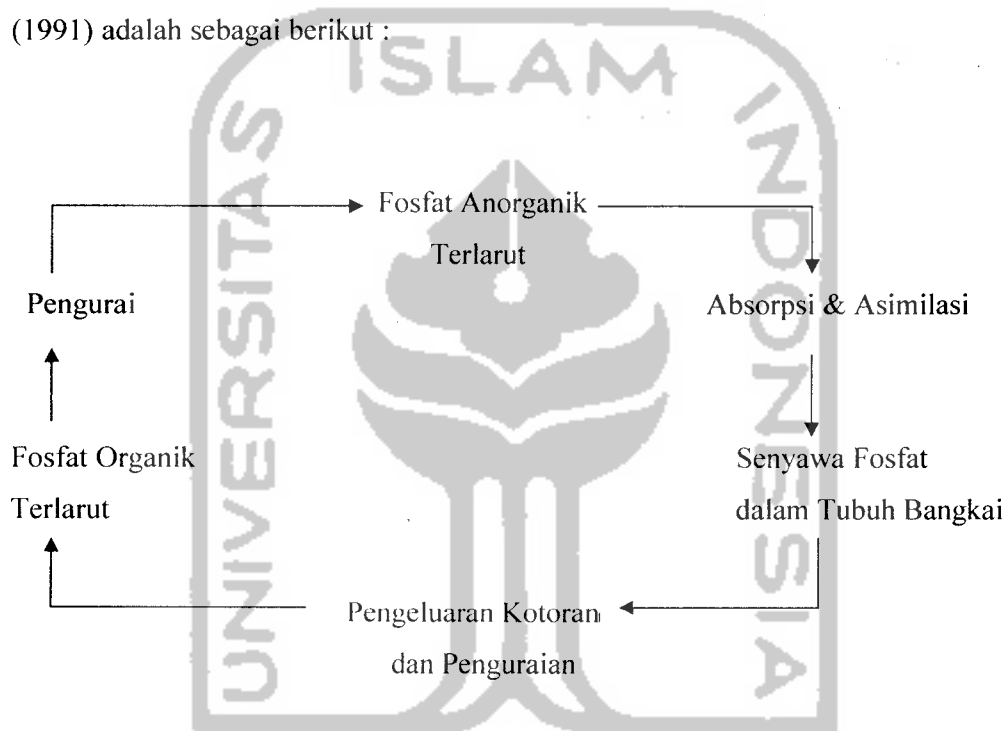 (1991) adalah sebagai berikut :
ISLAM
UNIVERSITAS
INDONESIA
Fosfat Anorganik
Terlarut
Pengurai
Absorpsi & Asimilasi
Fosfat Organik
Terlarut
Senyawa Fosfat
dalam Tubuh Bangkai
Pengeluaran Kotoran
dan Penguraian